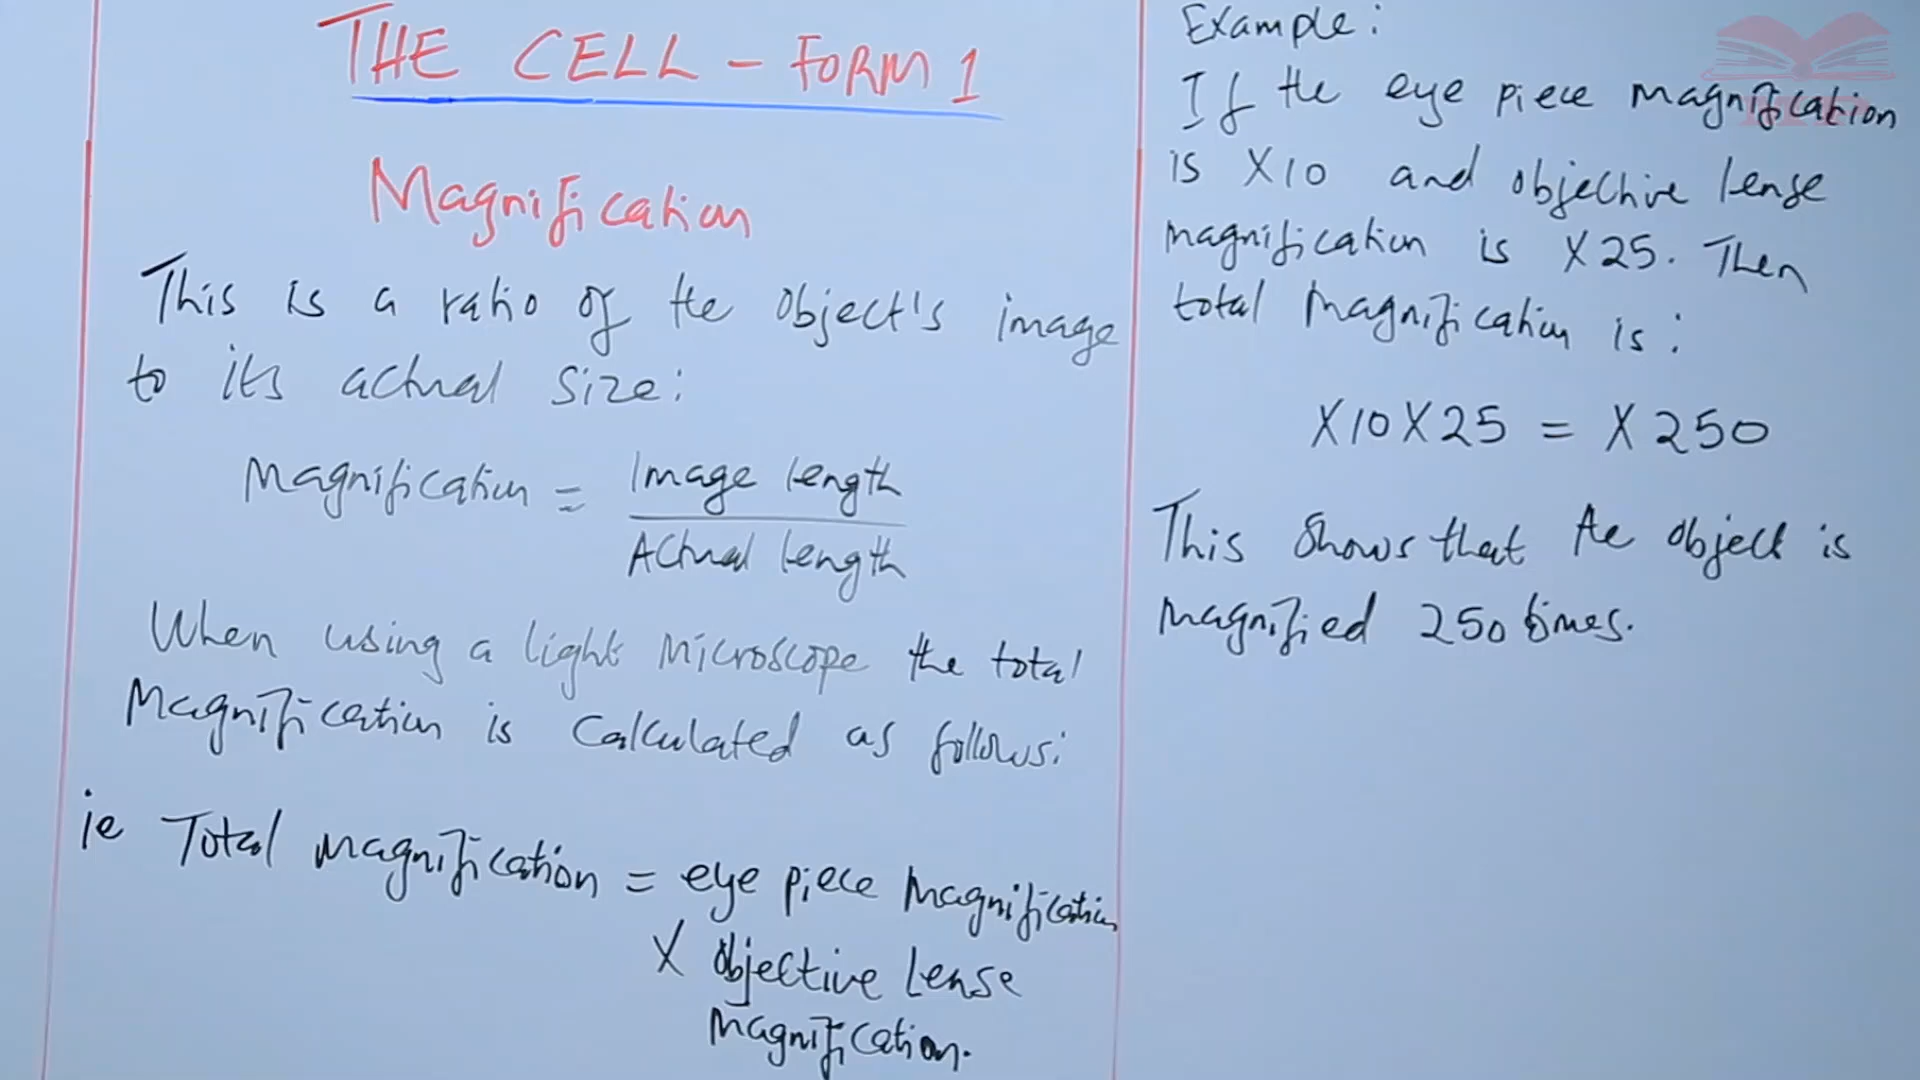 THE CELL - FORM 1
Magnification
This is a ratio of the object's image
to its actual size:
Magnification = Image length
Actual length
When using a light Microscope the total
Magnification is calculated as follows:
ie Total magnification = eye piece Magnification
X Objective Lense
Magnification.
Example:
If the eye piece magnification
is X10 and objective lense
magnification is X25. Then
total Magnification is:
X10X25 = X250
This shows that the object is
Magnified 250 times.